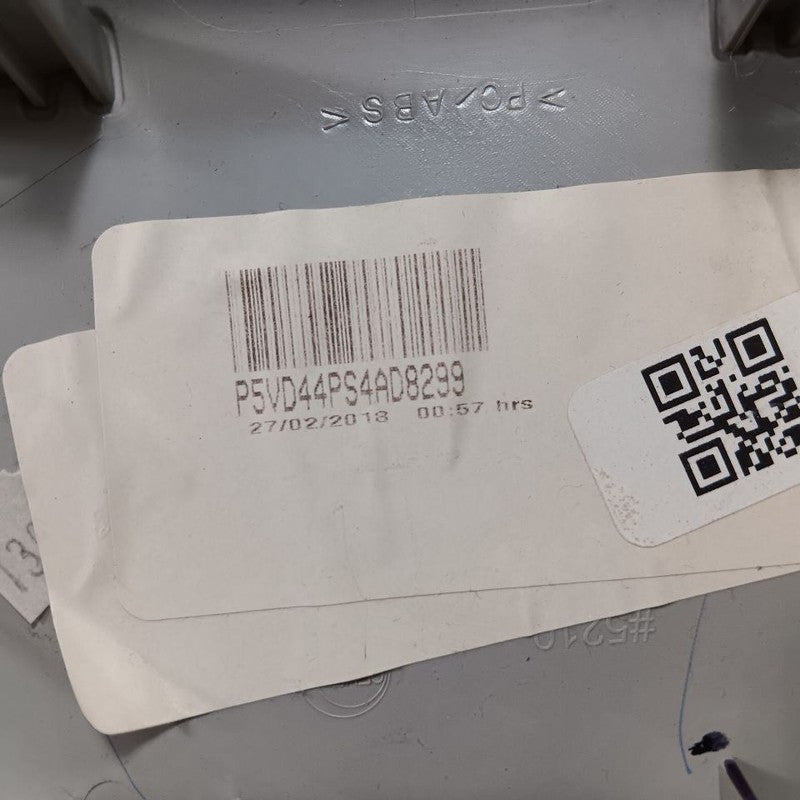 >PC/ABS<
P5VD44PS4AD8299
27/02/2018 00:57 hrs
#5210